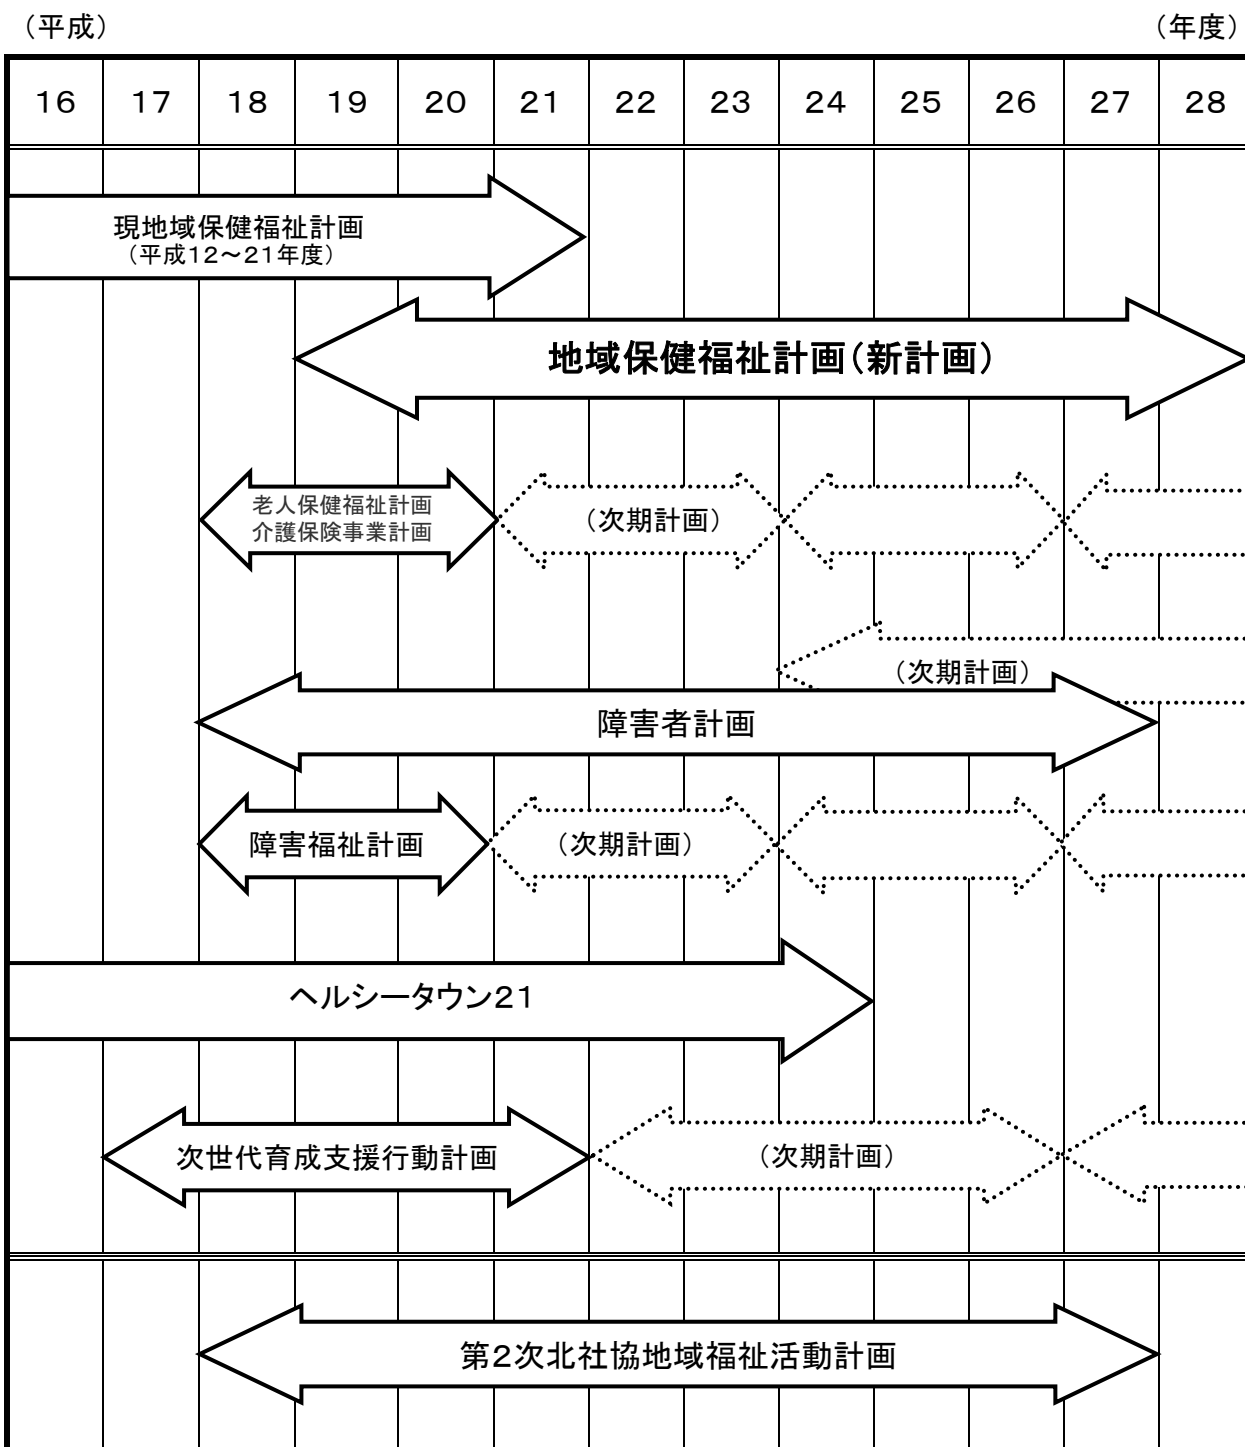 (平成)
(年度)
16 17 18 19 20 21 22 23 24 25 26 27 28
現地域保健福祉計画
(平成12～21年度)
地域保健福祉計画(新計画)
老人保健福祉計画
介護保険事業計画
(次期計画)
(次期計画)
障害者計画
障害福祉計画
(次期計画)
ヘルシータウン21
次世代育成支援行動計画
(次期計画)
第2次北社協地域福祉活動計画